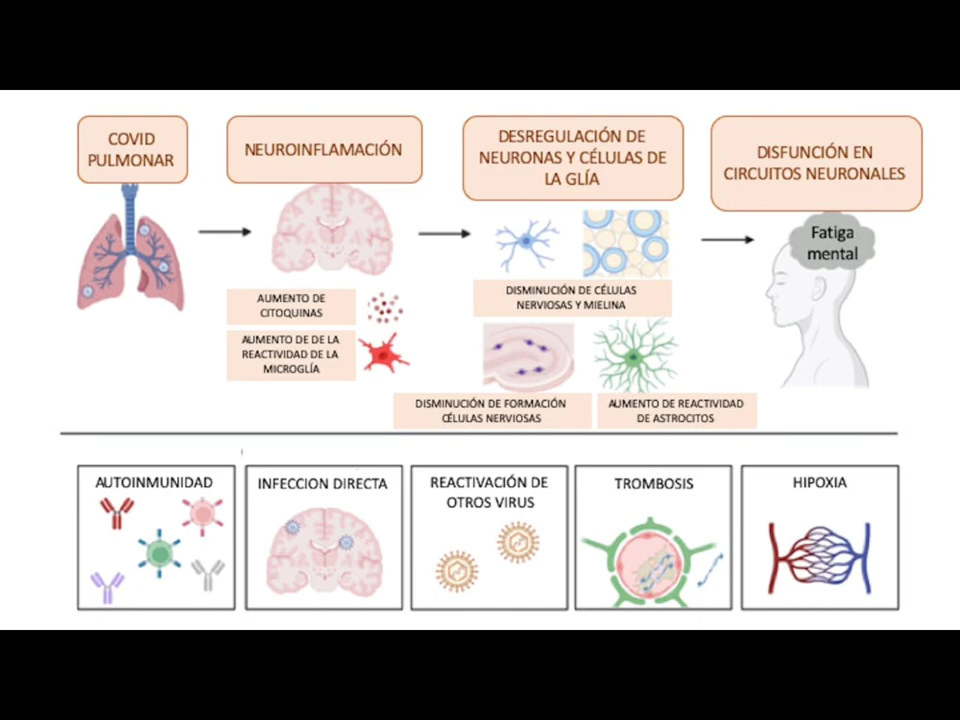 COVID
PULMONAR
NEUROINFLAMACIÓN
DESREGULACIÓN DE
NEURONAS Y CÉLULAS DE
LA GLÍA
DISFUNCIÓN EN
CIRCUITOS NEURONALES
Fatiga
mental
AUMENTO DE
CITOQUINAS
AUMENTO DE DE LA
REACTIVIDAD DE LA
MICROGLÍA
DISMINUCIÓN DE CÉLULAS
NERVIOSAS Y MIELINA
DISMINUCIÓN DE FORMACIÓN
CÉLULAS NERVIOSAS
AUMENTO DE REACTIVIDAD
DE ASTROCITOS
AUTOINMUNIDAD
INFECCION DIRECTA
REACTIVACIÓN DE
OTROS VIRUS
TROMBOSIS
HIPOXIA